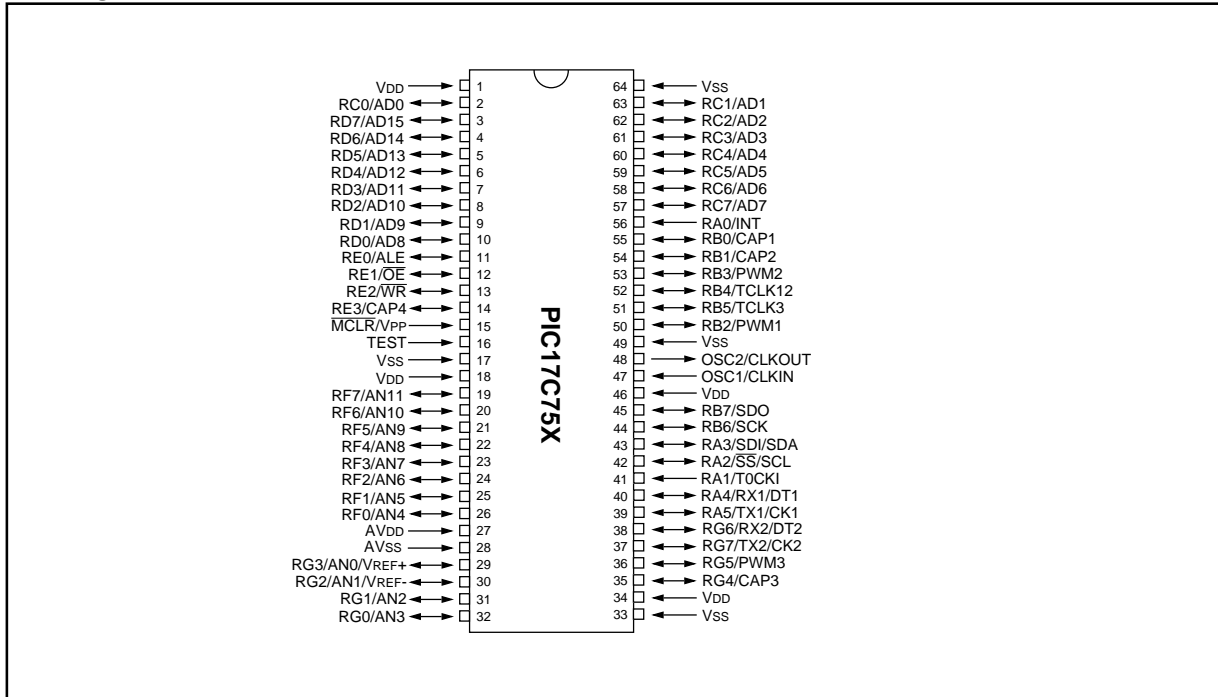 VDD 1 64 VSS
RC0/AD0 2 63 RC1/AD1
RD7/AD15 3 62 RC2/AD2
RD6/AD14 4 61 RC3/AD3
RD5/AD13 5 60 RC4/AD4
RD4/AD12 6 59 RC5/AD5
RD3/AD11 7 58 RC6/AD6
RD2/AD10 8 57 RC7/AD7
RD1/AD9 9 56 RA0/INT
RD0/AD8 10 55 RB0/CAP1
RE0/ALE 11 54 RB1/CAP2
RE1/OE 12 53 RB3/PWM2
RE2/WR 13 52 RB4/TCLK12
RE3/CAP4 14 51 RB5/TCLK3
MCLR/VPP 15 50 RB2/PWM1
TEST 16 49 VSS
VSS 17 48 OSC2/CLKOUT
VDD 18 47 OSC1/CLKIN
RF7/AN11 19 46 VDD
RF6/AN10 20 45 RB7/SDO
RF5/AN9 21 44 RB6/SCK
RF4/AN8 22 43 RA3/SDI/SDA
RF3/AN7 23 42 RA2/SS/SCL
RF2/AN6 24 41 RA1/T0CKI
RF1/AN5 25 40 RA4/RX1/DT1
RF0/AN4 26 39 RA5/TX1/CK1
AVDD 27 38 RG6/RX2/DT2
AVSS 28 37 RG7/TX2/CK2
RG3/AN0/VREF+ 29 36 RG5/PWM3
RG2/AN1/VREF- 30 35 RG4/CAP3
RG1/AN2 31 34 VDD
RG0/AN3 32 33 VSS
PIC17C75X